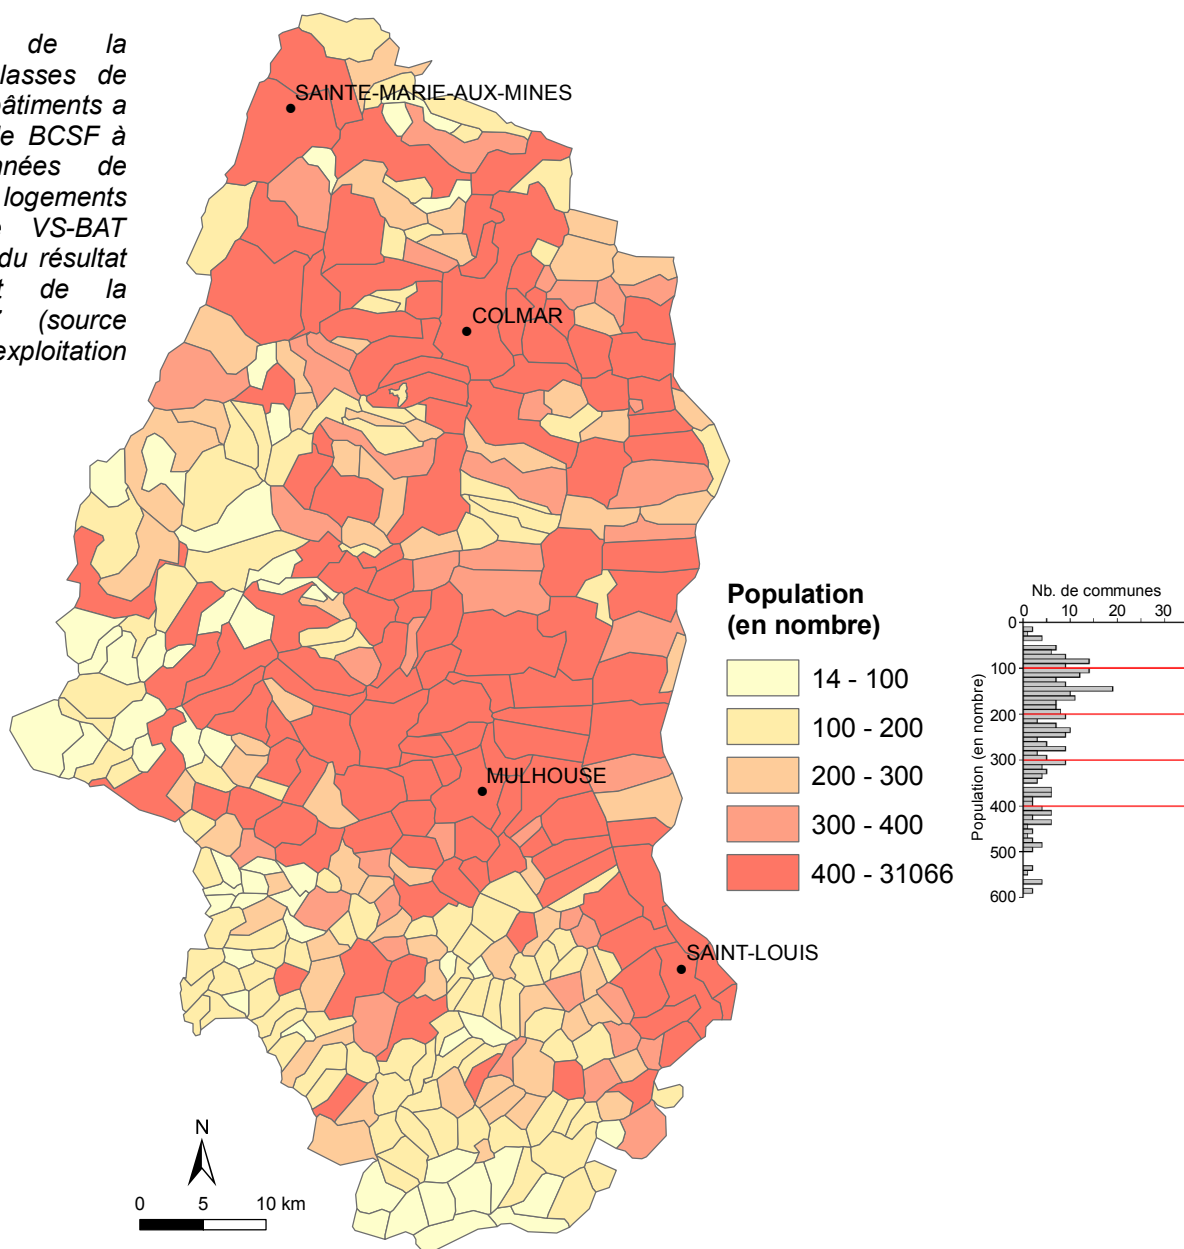 de la
lasses de
bâtiments a
le BCSF à
nnées de
logements
VS-BAT
du résultat
de la
(source
exploitation
SAINTE-MARIE-AUX-MINES
COLMAR
MULHOUSE
SAINT-LOUIS
Population
(en nombre)
14 - 100
100 - 200
200 - 300
300 - 400
400 - 31066
Nb. de communes
0 10 20 30
Population (en nombre)
0
100
200
300
400
500
600
N
0 5 10 km